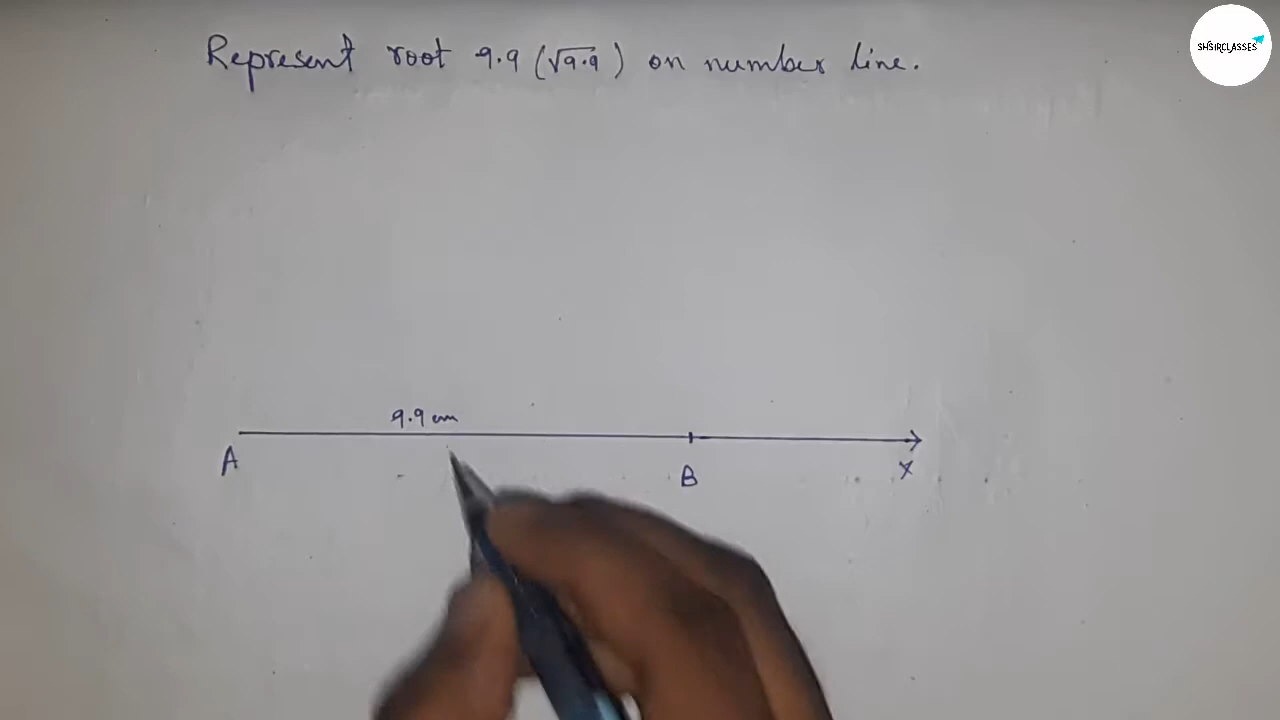 Represent root 9.9 (√9.9) on number line.
SHSIRCLASSES
9.9 cm
A
B
X